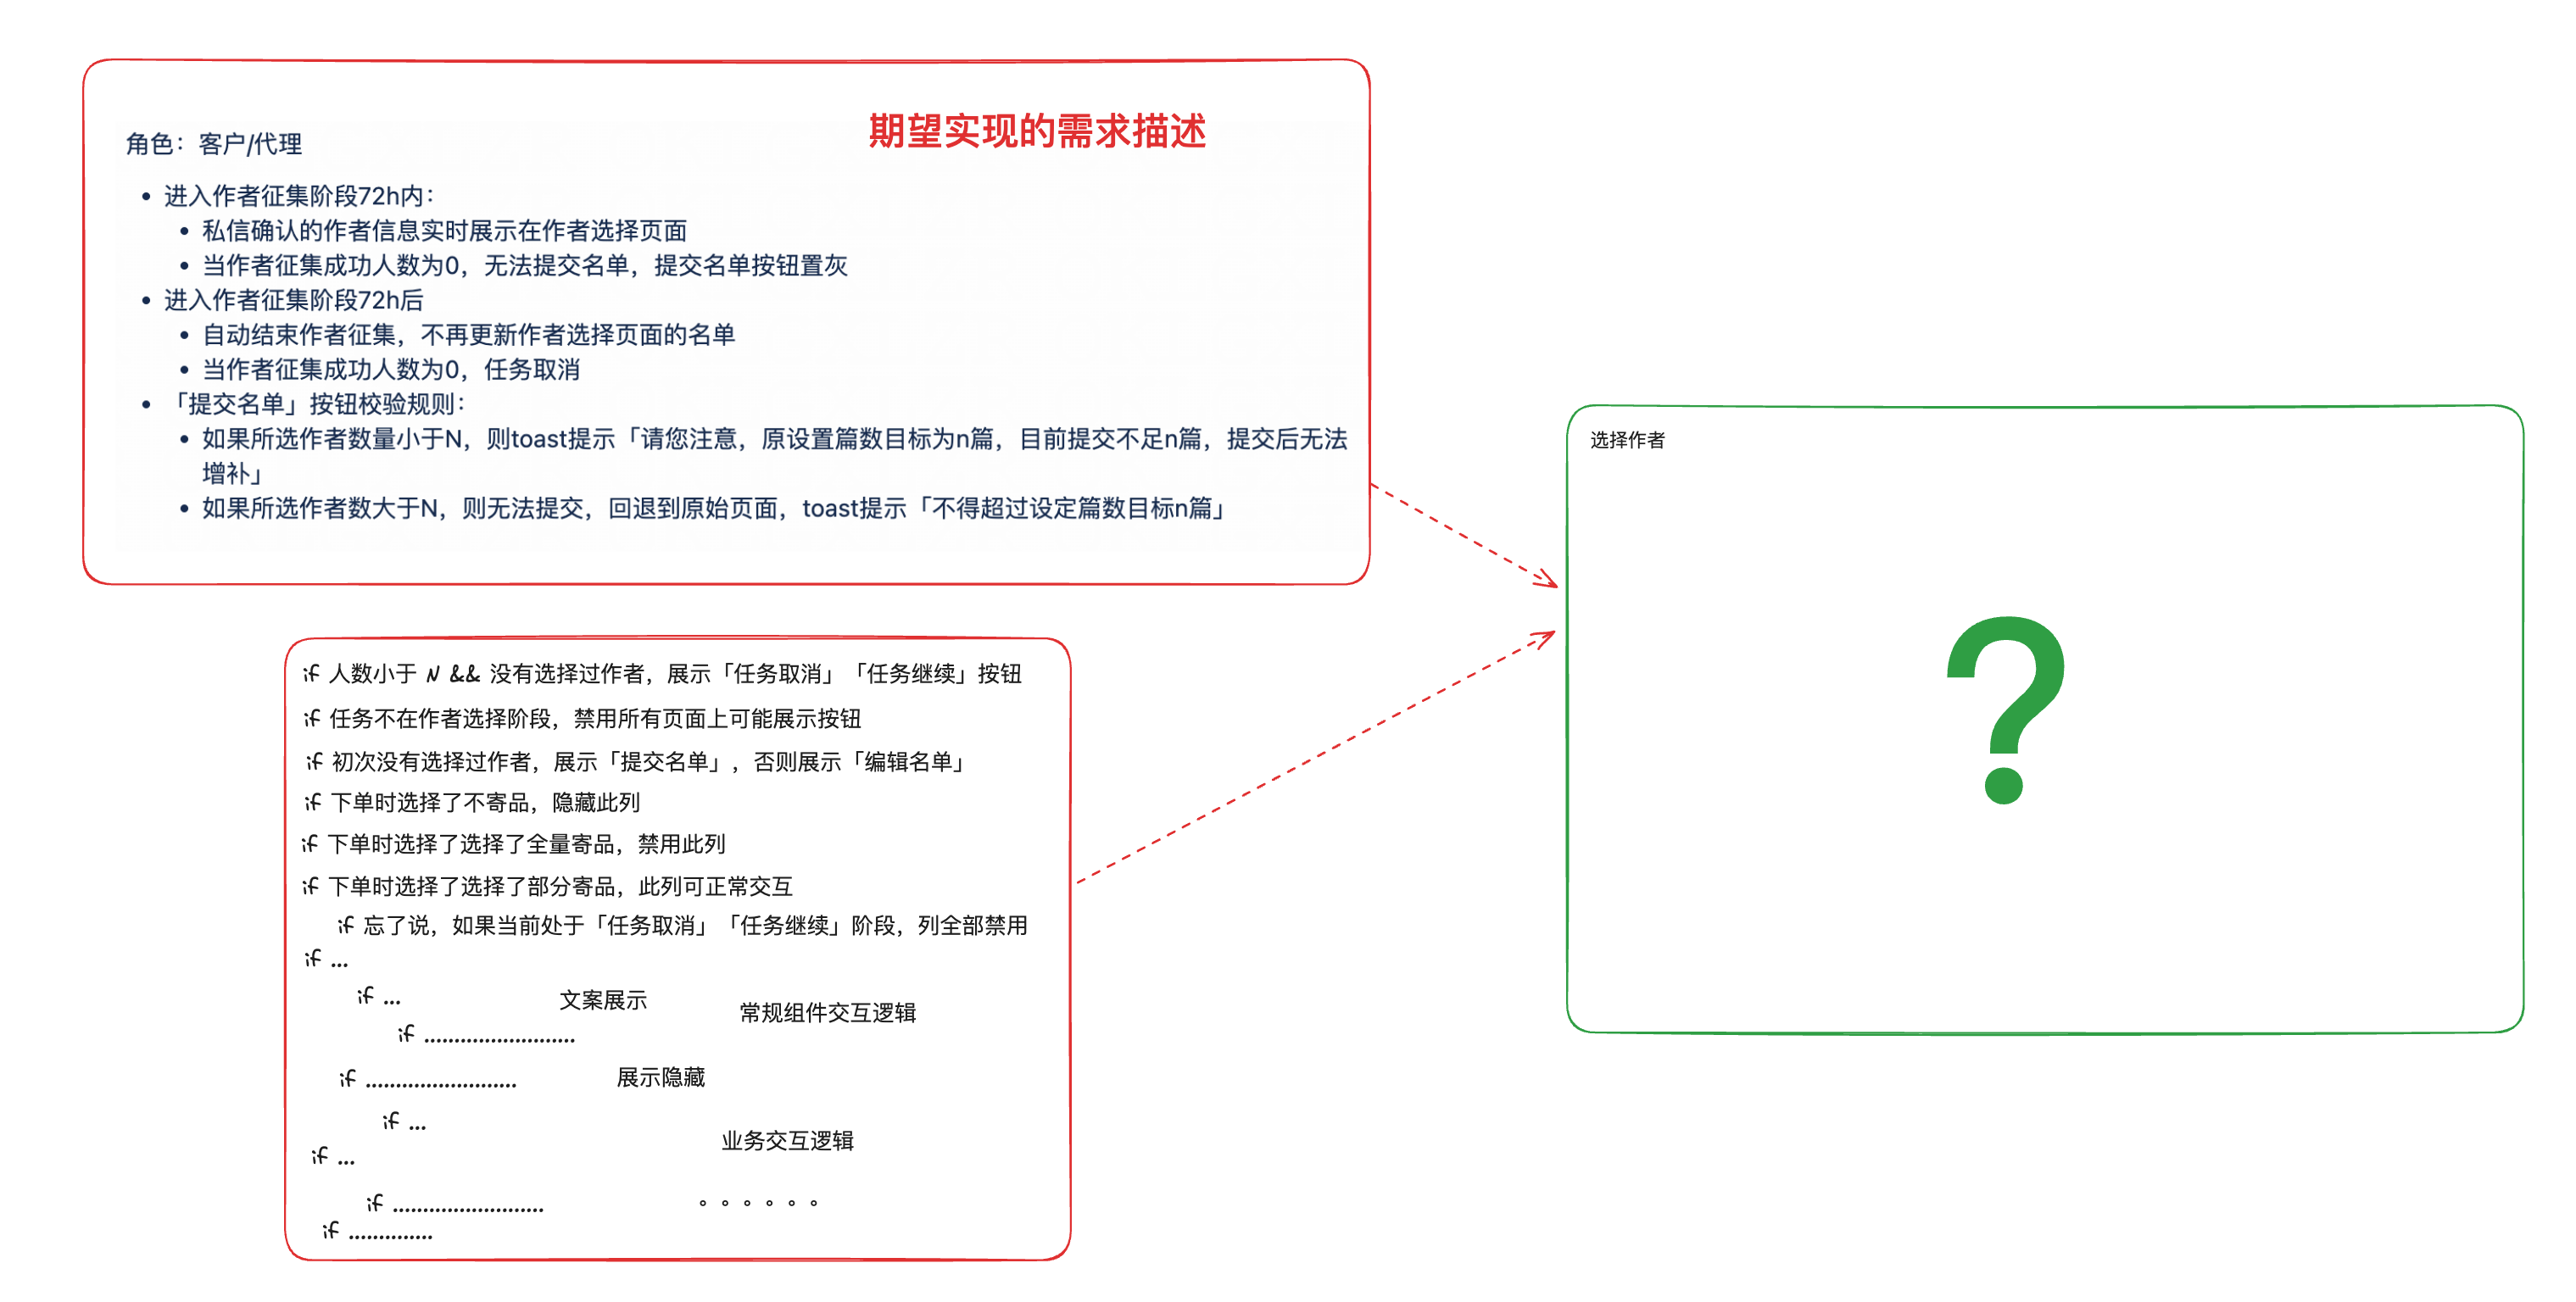 期望实现的需求描述
角色：客户/代理
• 进入作者征集阶段72h内：
• 私信确认的作者信息实时展示在作者选择页面
• 当作者征集成功人数为0，无法提交名单，提交名单按钮置灰
• 进入作者征集阶段72h后
• 自动结束作者征集，不再更新作者选择页面的名单
• 当作者征集成功人数为0，任务取消
• 「提交名单」按钮校验规则：
• 如果所选作者数量小于N，则toast提示「请您注意，原设置篇数目标为n篇，目前提交不足n篇，提交后无法
增补」
• 如果所选作者数大于N，则无法提交，回退到原始页面，toast提示「不得超过设定篇数目标n篇」
if 人数小于 N && 没有选择过作者，展示「任务取消」「任务继续」按钮
if 任务不在作者选择阶段，禁用所有页面上可能展示按钮
if 初次没有选择过作者，展示「提交名单」，否则展示「编辑名单」
if 下单时选择了不寄品，隐藏此列
if 下单时选择了选择了全量寄品，禁用此列
if 下单时选择了选择了部分寄品，此列可正常交互
if 忘了说，如果当前处于「任务取消」「任务继续」阶段，列全部禁用
if ...
if ...
文案展示
常规组件交互逻辑
if .........................
if .........................
展示隐藏
if ...
业务交互逻辑
if ...
if .........................
。。。。。。
if ..............
选择作者
?